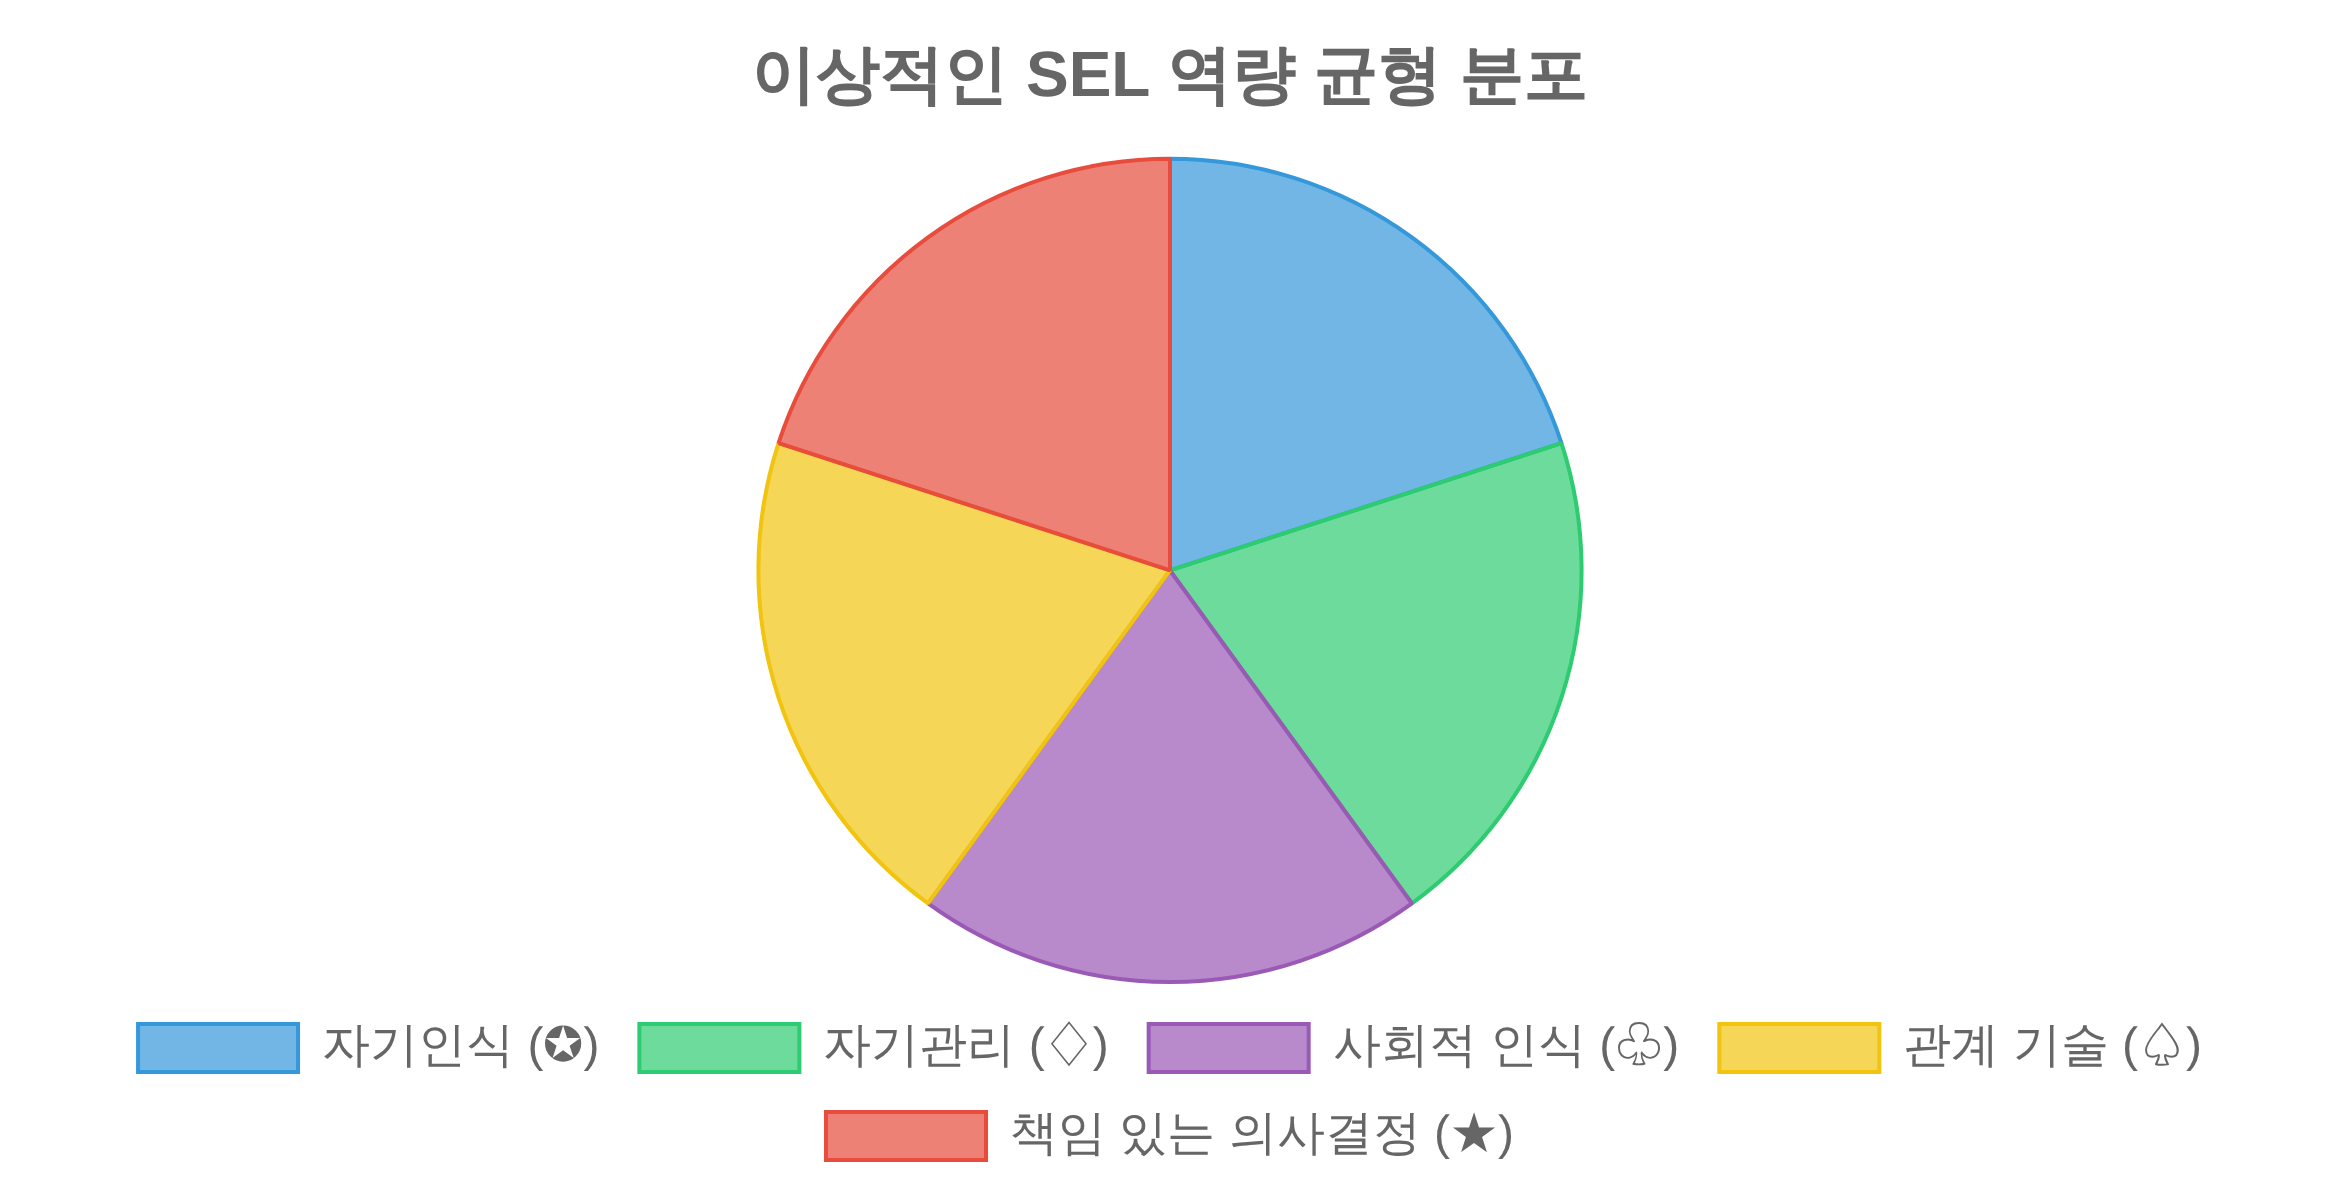 이상적인 SEL 역량 균형 분포
자기인식 (✪) 자기관리 (♢) 사회적 인식 (♧) 관계 기술 (♤)
책임 있는 의사결정 (★)